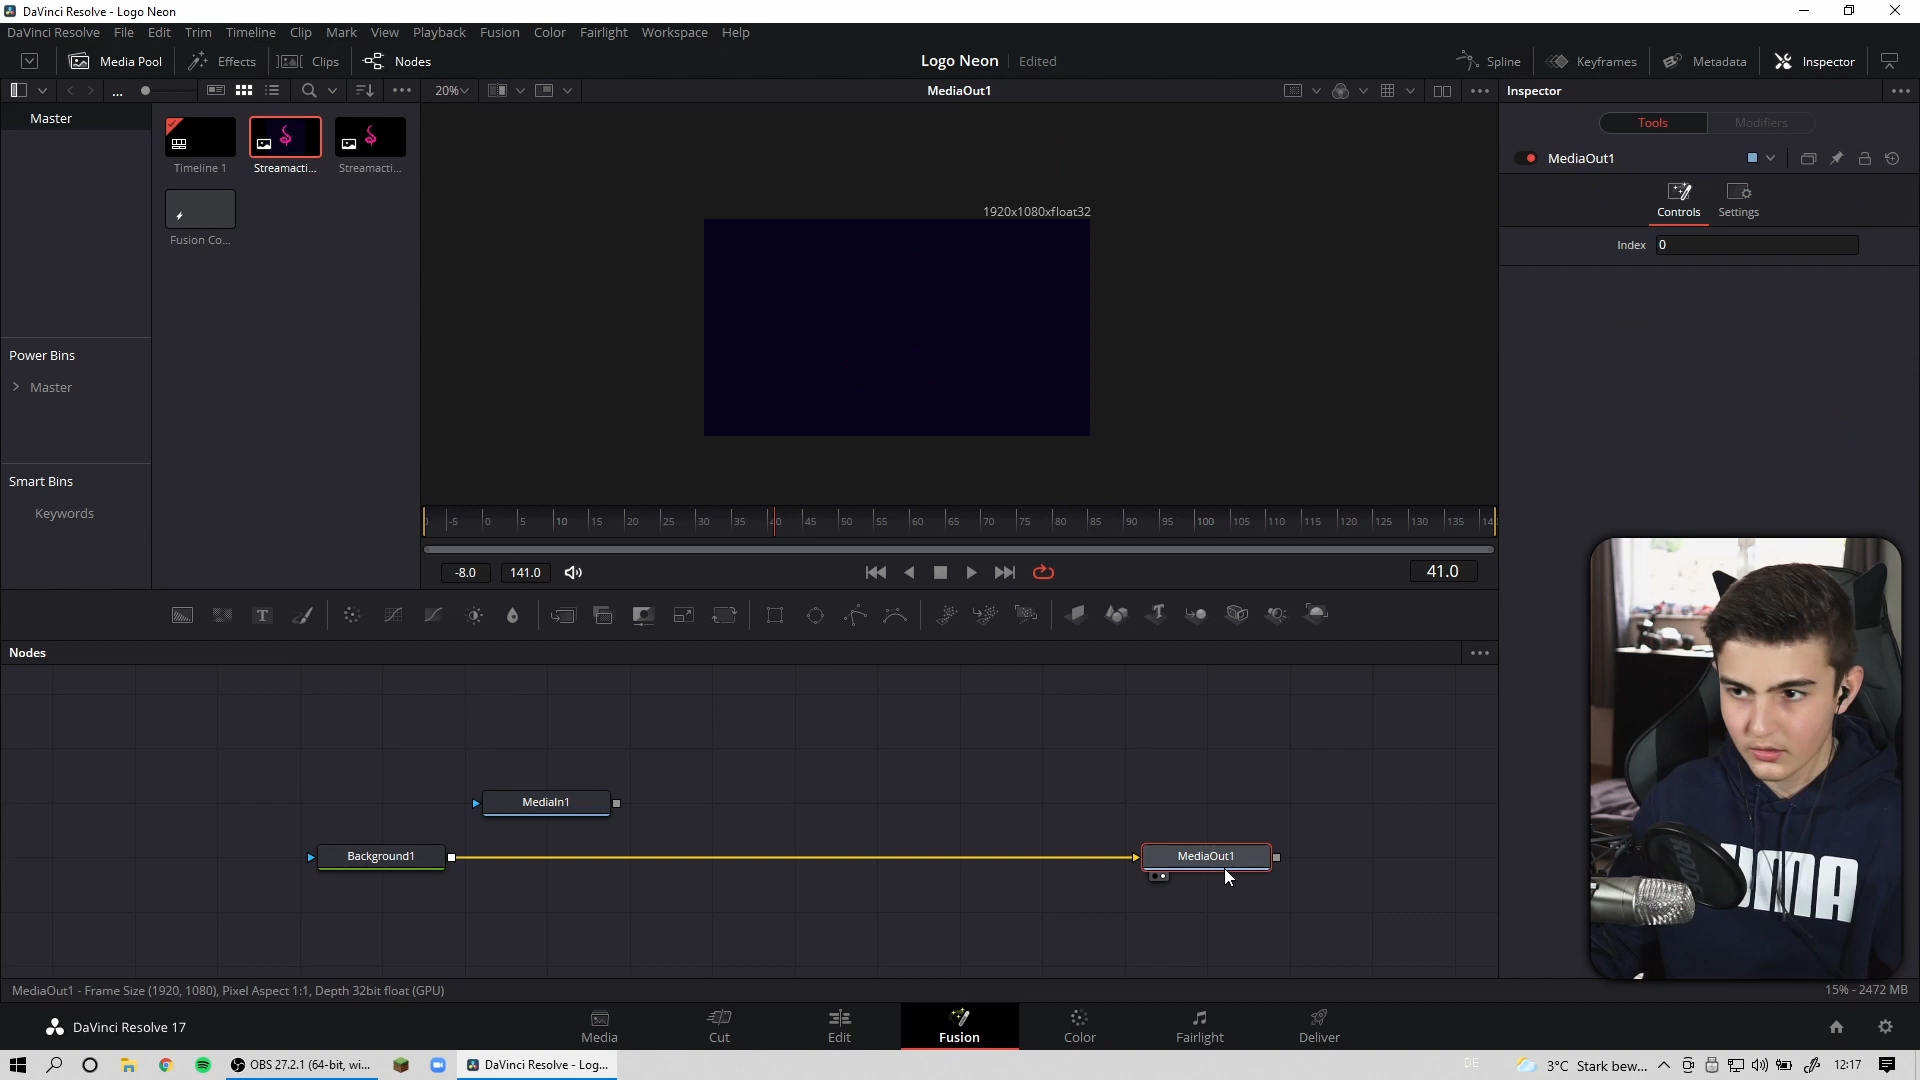 DaVinci Resolve - Logo Neon
DaVinci Resolve File Edit Trim Timeline Clip Mark View Playback Fusion Color Fairlight Workspace Help
Media Pool Effects Clips Nodes Logo Neon Edited Spline Keyframes Metadata Inspector
... 20% MediaOut1 Inspector
Master
Tools Modifiers
MediaOut1
Timeline 1 Streamacti... Streamacti...
Controls Settings
1920x1080xfloat32
Index 0
Fusion Co...
Power Bins
Master
Smart Bins
Keywords
-5 0 5 10 15 20 25 30 35 40 45 50 55 60 65 70 75 80 85 90 95 100 105 110 115 120 125 130 135 14
-8.0 141.0 41.0
T
Nodes
MediaIn1
Background1 MediaOut1
RODE
PUMA
MediaOut1 - Frame Size (1920, 1080), Pixel Aspect 1:1, Depth 32bit float (GPU) 15% - 2472 MB
DaVinci Resolve 17 Media Cut Edit Fusion Color Fairlight Deliver
OBS 27.2.1 (64-bit, wi... DaVinci Resolve - Log... DE 3°C Stark bew... 12:17